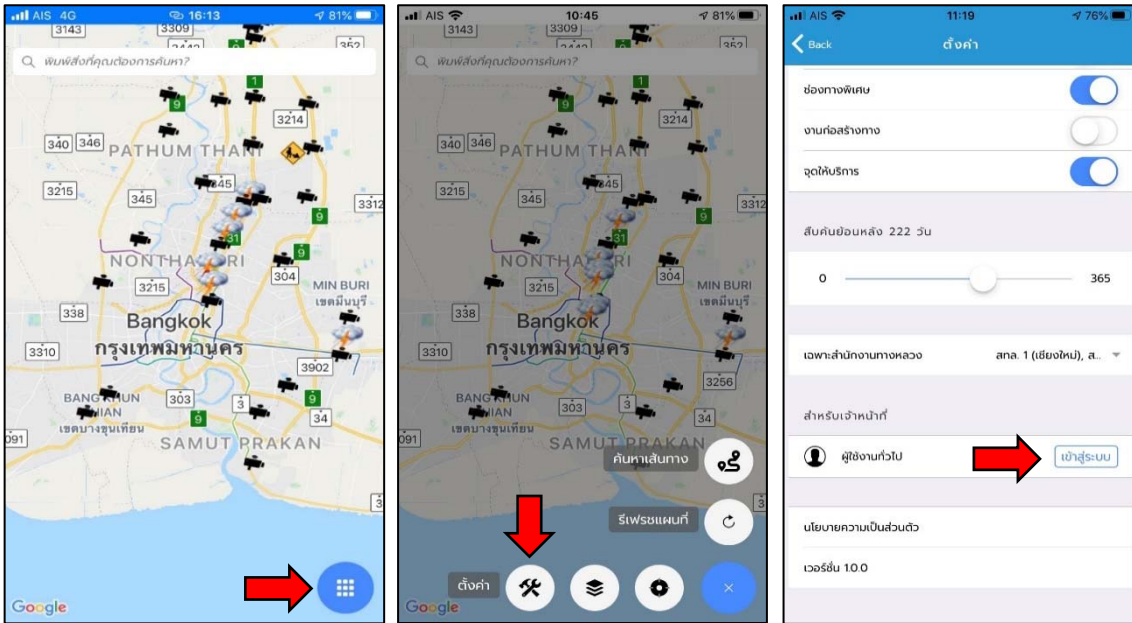 AIS 4G 16:13 81%
3143 3309
352
พิมพ์สิ่งที่คุณต้องการค้นหา?
9
1
3214
340 346 PATHUM THANI
3215 345 345
3312
9
31
NONTHABURI 9
3215 304
MIN BURI
เขตมีนบุรี
338
Bangkok
กรุงเทพมหานคร
3310
3902
BANG KHUN
THIAN
เขตบางขุนเทียน
303 3 9
9 34
091
SAMUT PRAKAN
3
Google
AIS 10:45 81%
3143 3309
352
พิมพ์สิ่งที่คุณต้องการค้นหา?
9
1
3214
340 346 PATHUM THANI
3215 345 345
3312
9
31
NONTHABURI
3215 304
MIN BURI
เขตมีนบุรี
338
Bangkok
กรุงเทพมหานคร
3310
3256
BANG KHUN
THIAN
เขตบางขุนเทียน
303 3
9 34
091
SAMUT PRAKAN
ค้นหาเส้นทาง
3
รีเฟรชแผนที่
ตั้งค่า
Google
AIS 11:19 76%
Back ตั้งค่า
ช่องทางพิเศษ
งานก่อสร้างทาง
จุดให้บริการ
สืบค้นย้อนหลัง 222 วัน
0 365
เฉพาะสำนักงานทางหลวง สทล. 1 (เชียงใหม่), ส...
สำหรับเจ้าหน้าที่
ผู้ใช้งานทั่วไป เข้าสู่ระบบ
นโยบายความเป็นส่วนตัว
เวอร์ชั่น 1.0.0